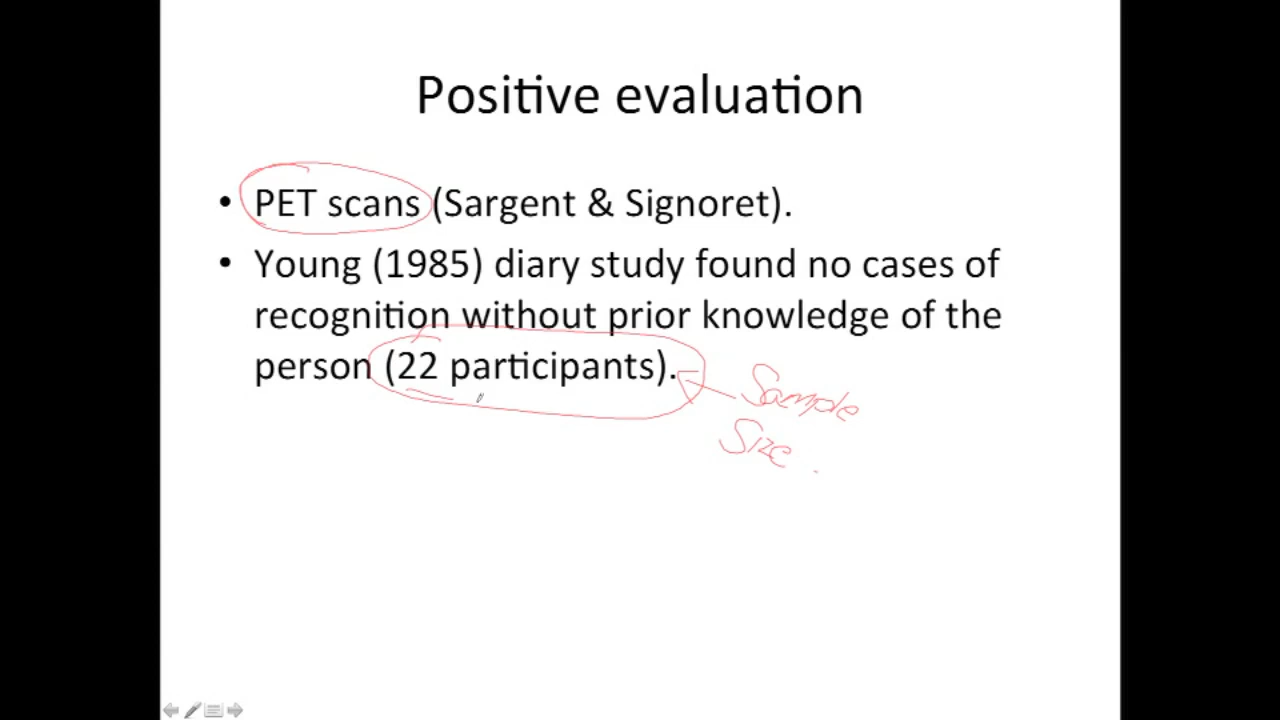 Positive evaluation
• PET scans (Sargent & Signoret).
• Young (1985) diary study found no cases of
recognition without prior knowledge of the
person (22 participants).
Sample
Size.